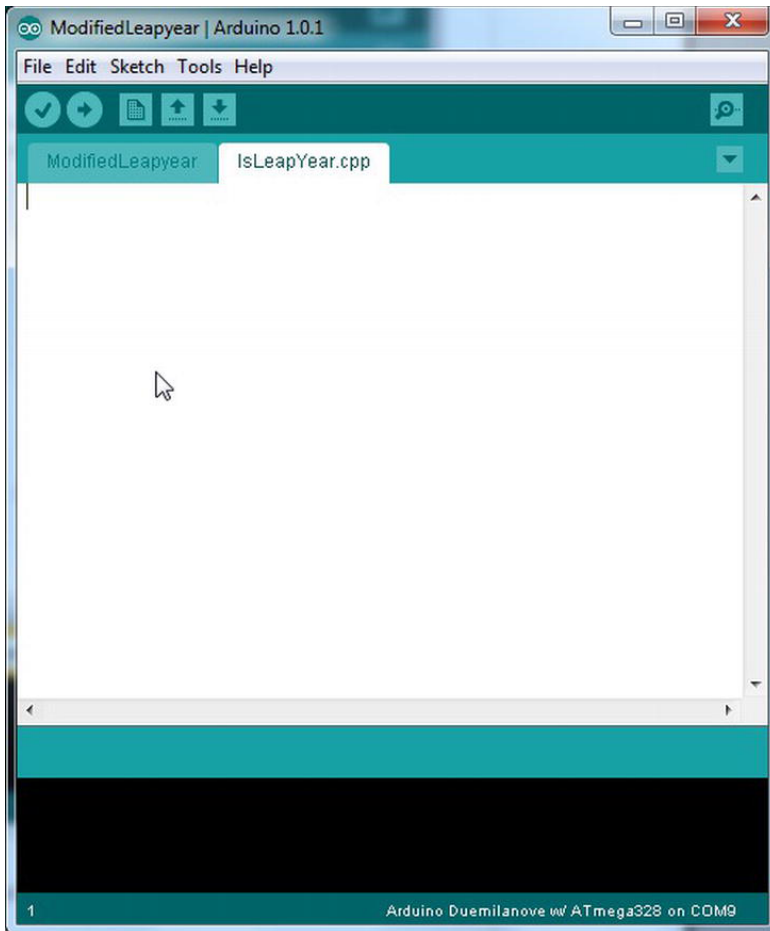 ModifiedLeapyear | Arduino 1.0.1
File Edit Sketch Tools Help
ModifiedLeapyear IsLeapYear.cpp
1 Arduino Duemilanove w/ ATmega328 on COM9